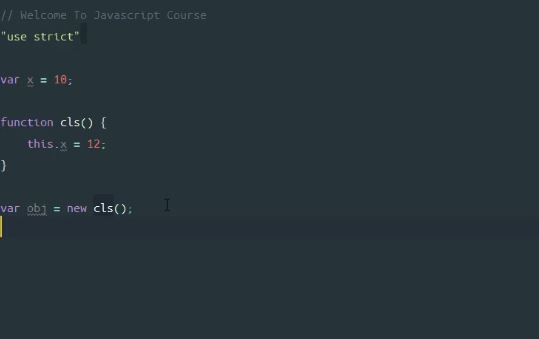 // Welcome To Javascript Course
"use strict"
var x = 10;
function cls() {
this.x = 12;
}
var obj = new cls();